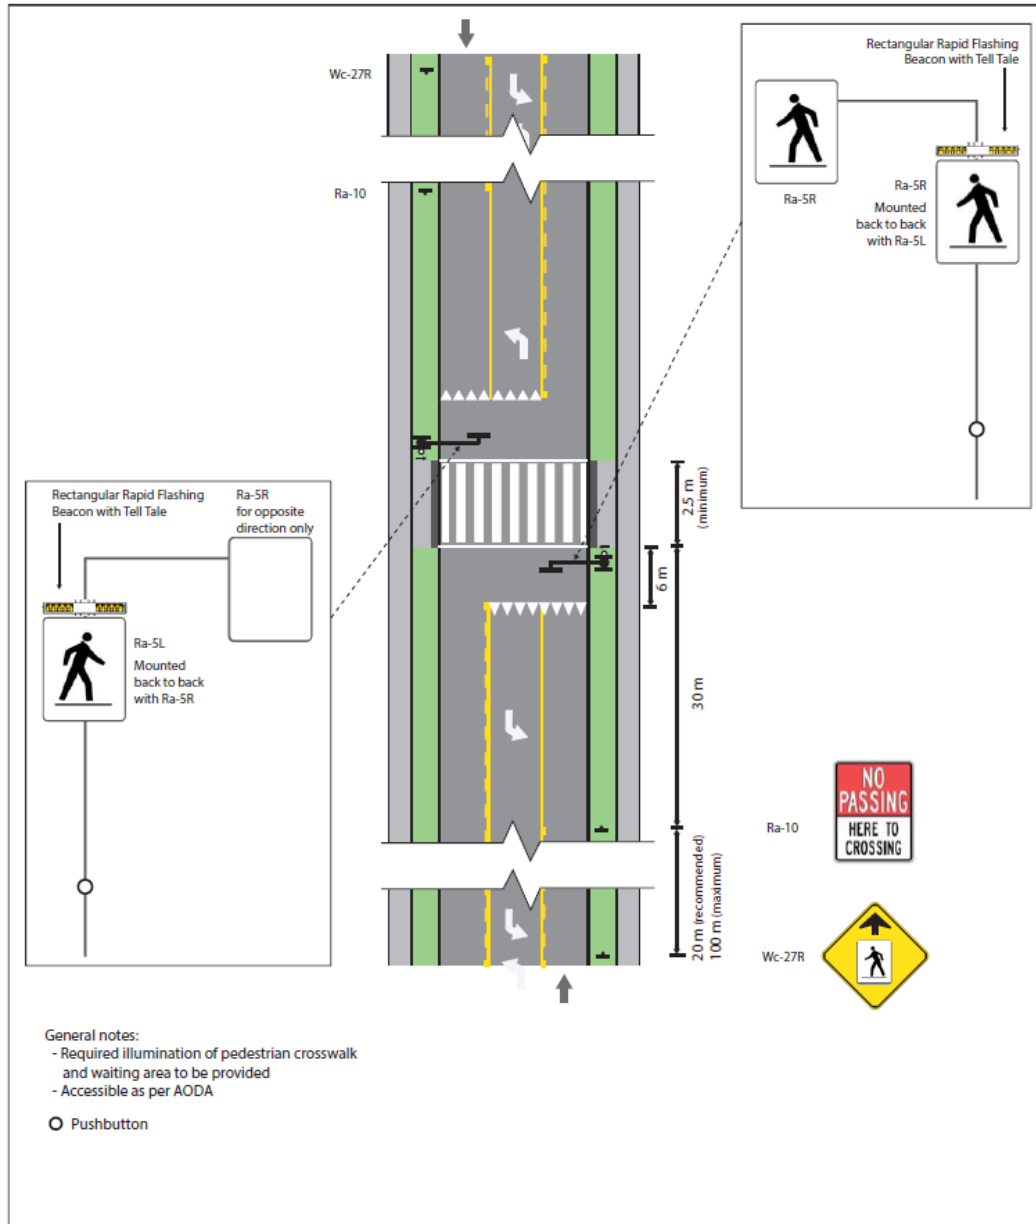 Wc-27R
Ra-10
Rectangular Rapid Flashing
Beacon with Tell Tale
Ra-5R
Ra-5R
Mounted
back to back
with Ra-5L
2.5 m
(minimum)
6 m
30 m
20 m (recommended)
100 m (maximum)
Rectangular Rapid Flashing
Beacon with Tell Tale
Ra-5R
for opposite
direction only
Ra-5L
Mounted
back to back
with Ra-5R
Ra-10
NO
PASSING
HERE TO
CROSSING
Wc-27R
General notes:
- Required illumination of pedestrian crosswalk
and waiting area to be provided
- Accessible as per AODA
Pushbutton